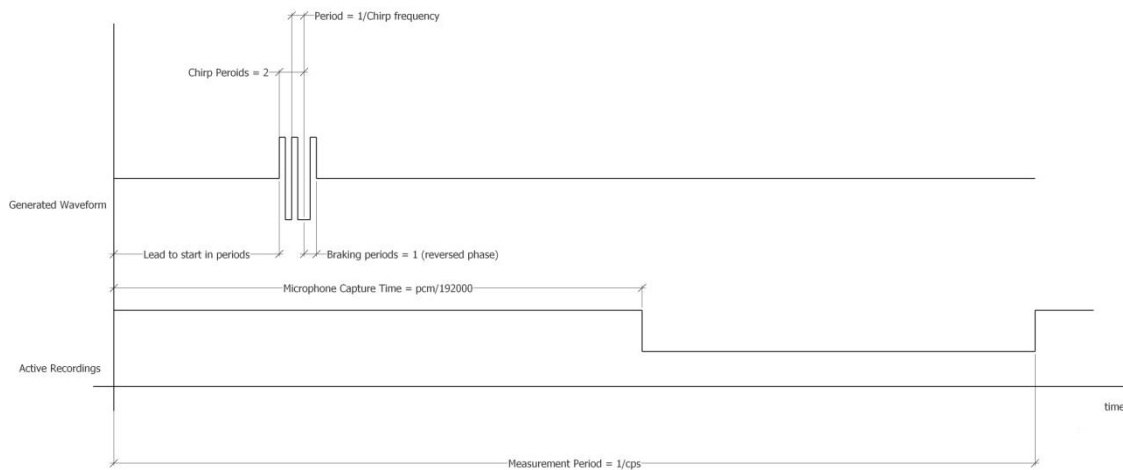 Period = 1/Chirp frequency
Chirp Peroids = 2
Generated Waveform
Lead to start in periods
Braking periods = 1 (reversed phase)
Microphone Capture Time = pcm/192000
Active Recordings
time
Measurement Period = 1/cps